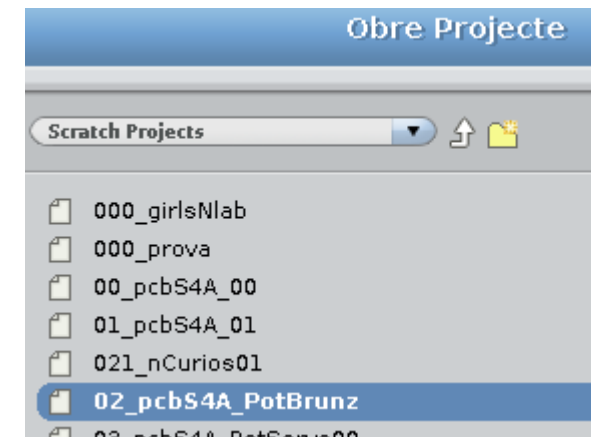 Obre Projecte
Scratch Projects
000_girlsNlab
000_prova
00_pcbS4A_00
01_pcbS4A_01
021_nCurios01
02_pcbS4A_PotBrunz